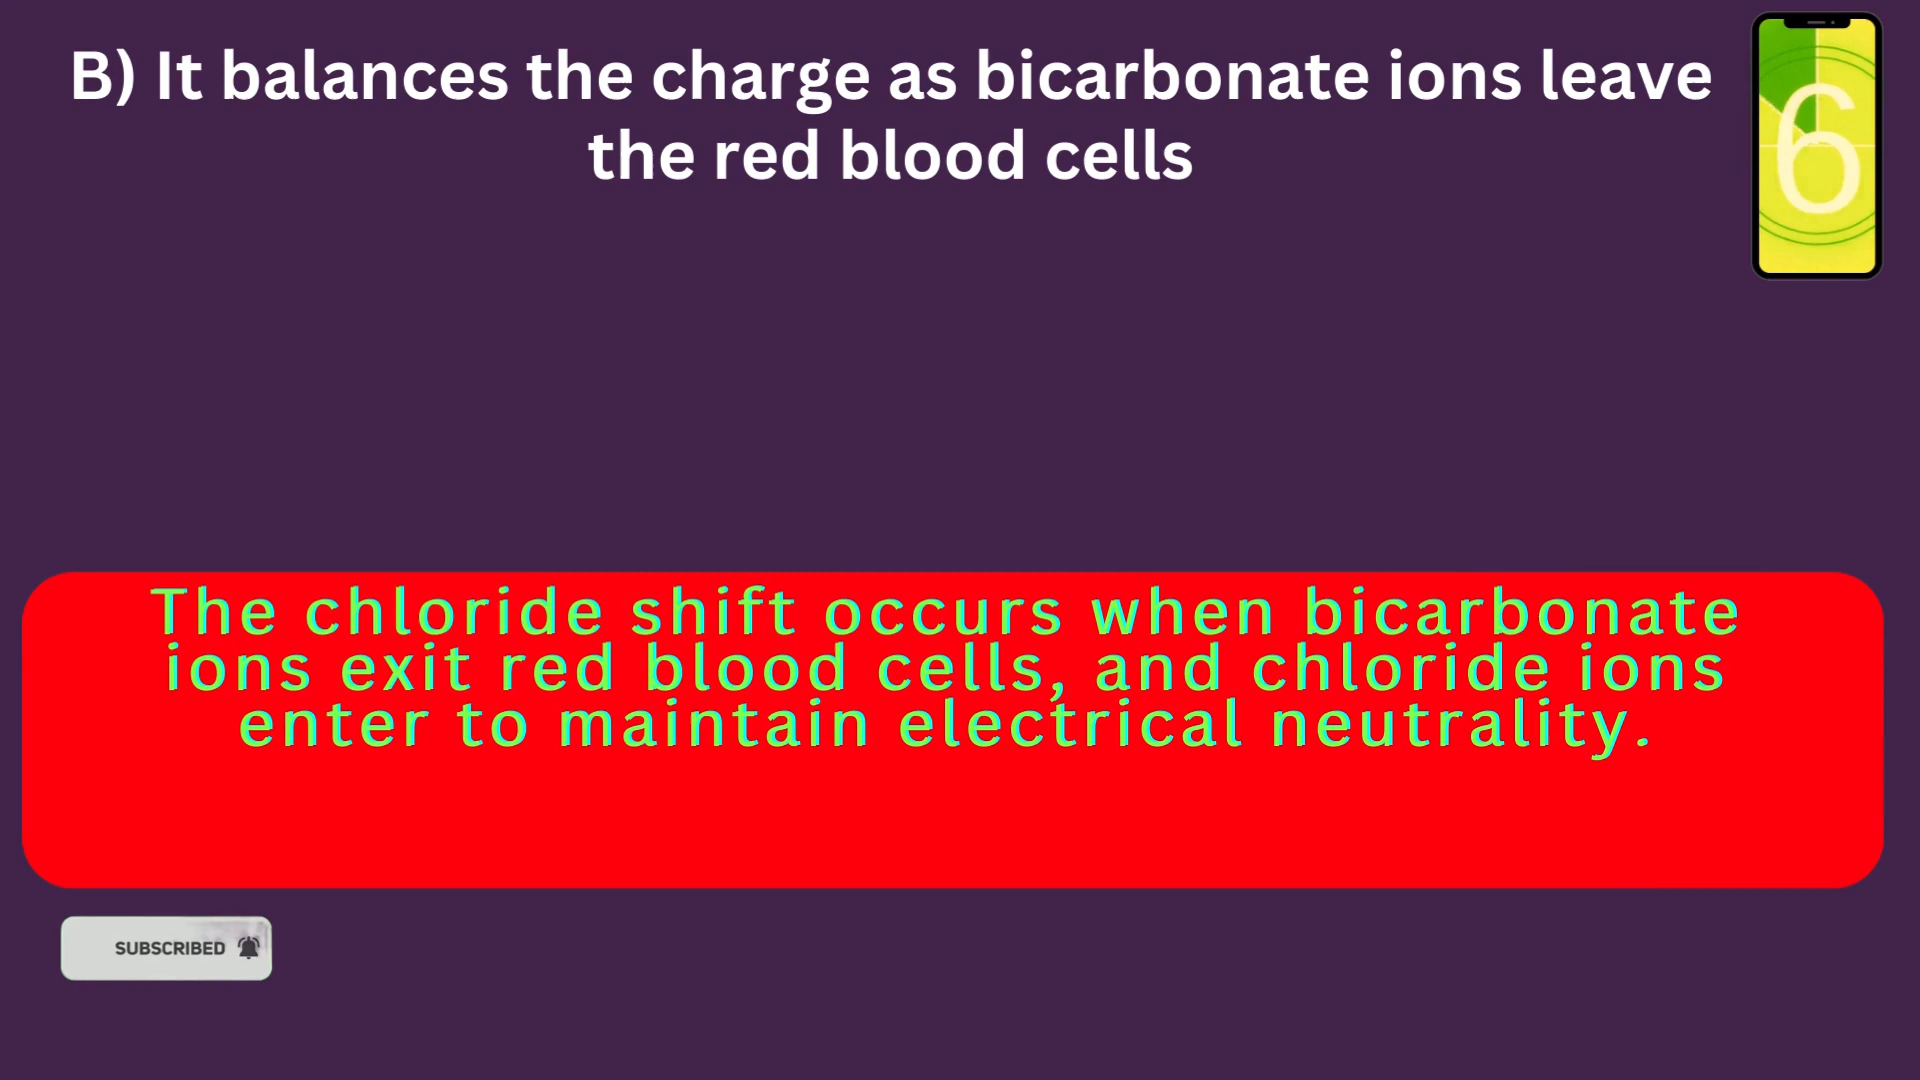 B) It balances the charge as bicarbonate ions leave
the red blood cells
6
The chloride shift occurs when bicarbonate
ions exit red blood cells, and chloride ions
enter to maintain electrical neutrality.
SUBSCRIBED